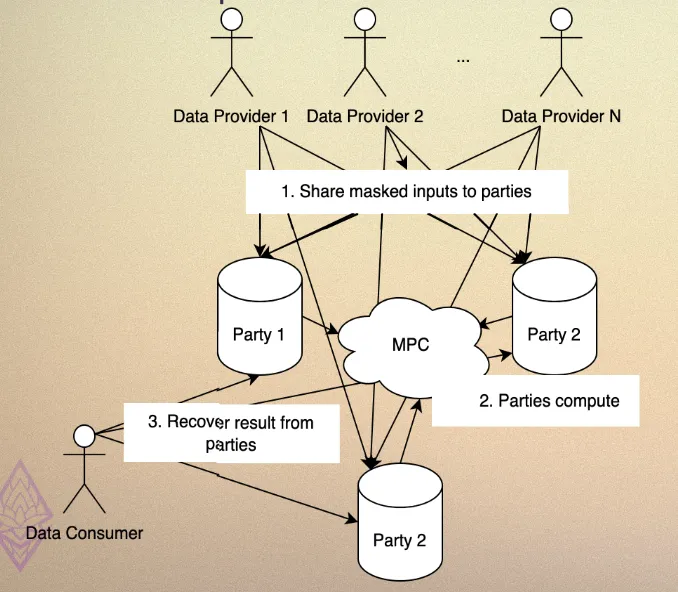 ...
Data Provider 1 Data Provider 2 Data Provider N
1. Share masked inputs to parties
Party 1
MPC
Party 2
2. Parties compute
3. Recover result from
parties
Data Consumer
Party 2